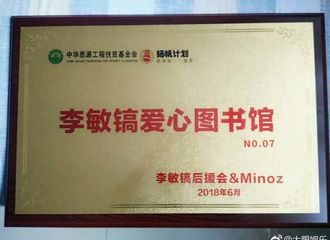 中华思源工程扶贫基金会 扬帆计划
李敏镐爱心图书馆
NO.07
李敏镐后援会&Minoz
2018年6月